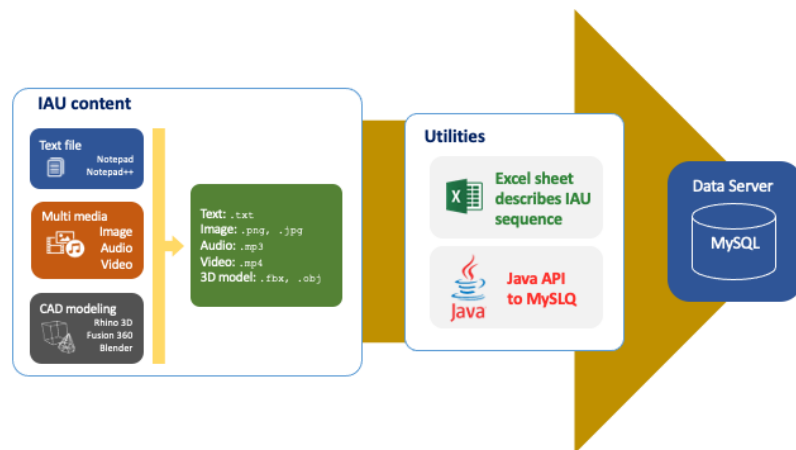 IAU content
Text file
Notepad
Notepad++
Multi media
Image
Audio
Video
CAD modeling
Rhino 3D
Fusion 360
Blender
Text: .txt
Image: .png, .jpg
Audio: .mp3
Video: .mp4
3D model: .fbx, .obj
Utilities
X
Excel sheet
describes IAU
sequence
Java
Java API
to MySLQ
Data Server
MySQL